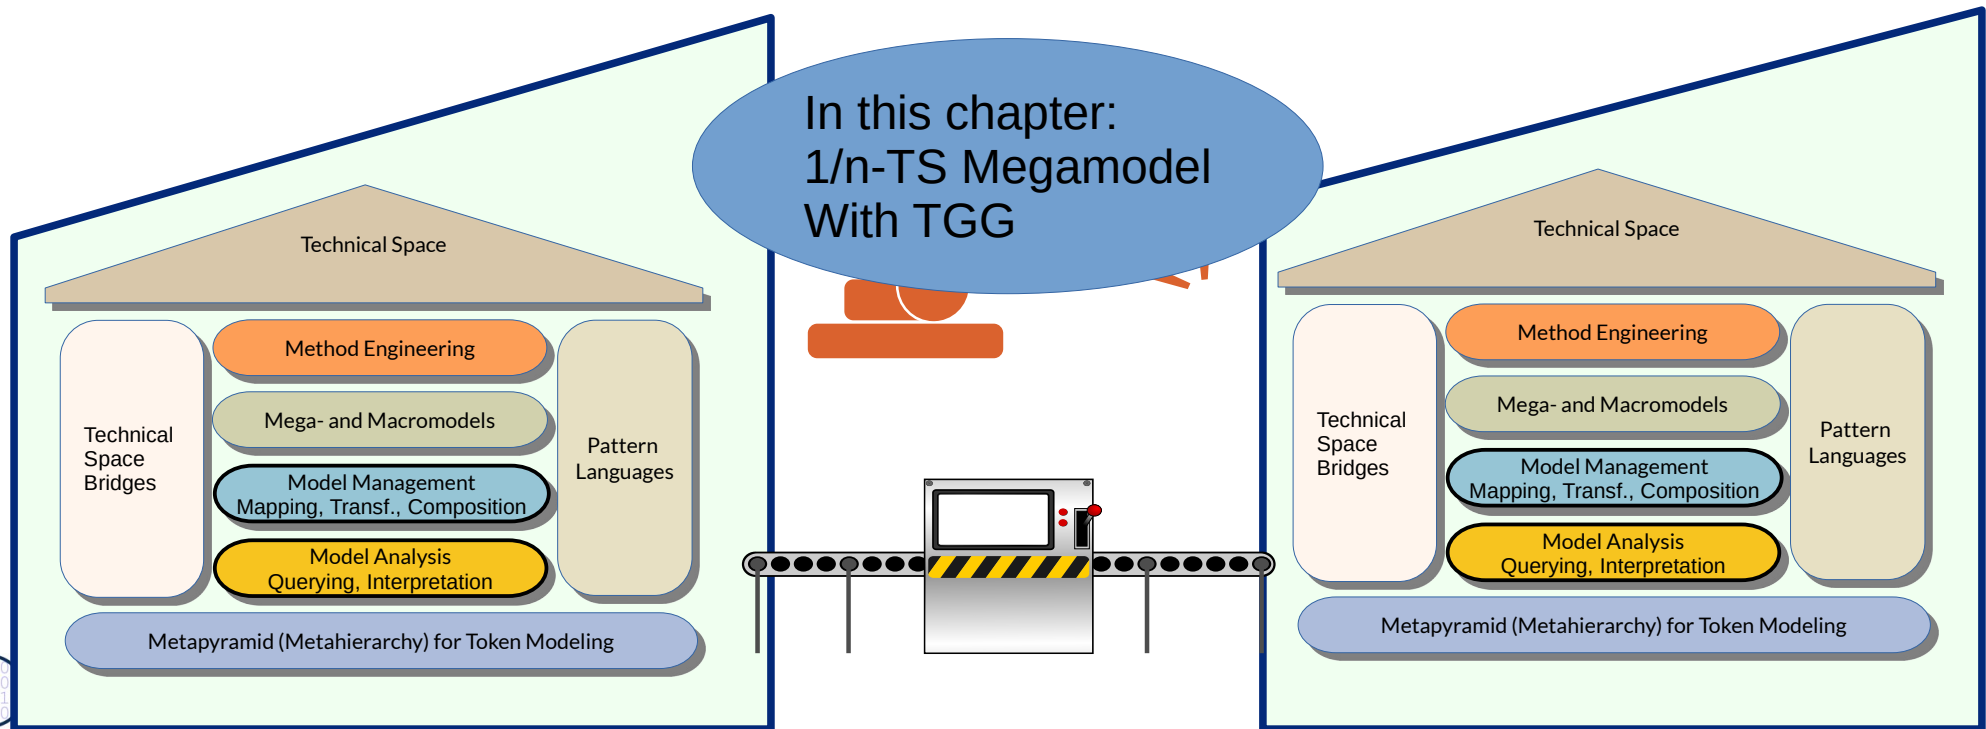 In this chapter:
1/n-TS Megamodel
With TGG
Technical Space
Method Engineering
Mega- and Macromodels
Technical
Space
Bridges
Pattern
Languages
Model Management
Mapping, Transf., Composition
Model Analysis
Querying, Interpretation
Metapyramid (Metahierarchy) for Token Modeling
Technical Space
Method Engineering
Mega- and Macromodels
Technical
Space
Bridges
Pattern
Languages
Model Management
Mapping, Transf., Composition
Model Analysis
Querying, Interpretation
Metapyramid (Metahierarchy) for Token Modeling